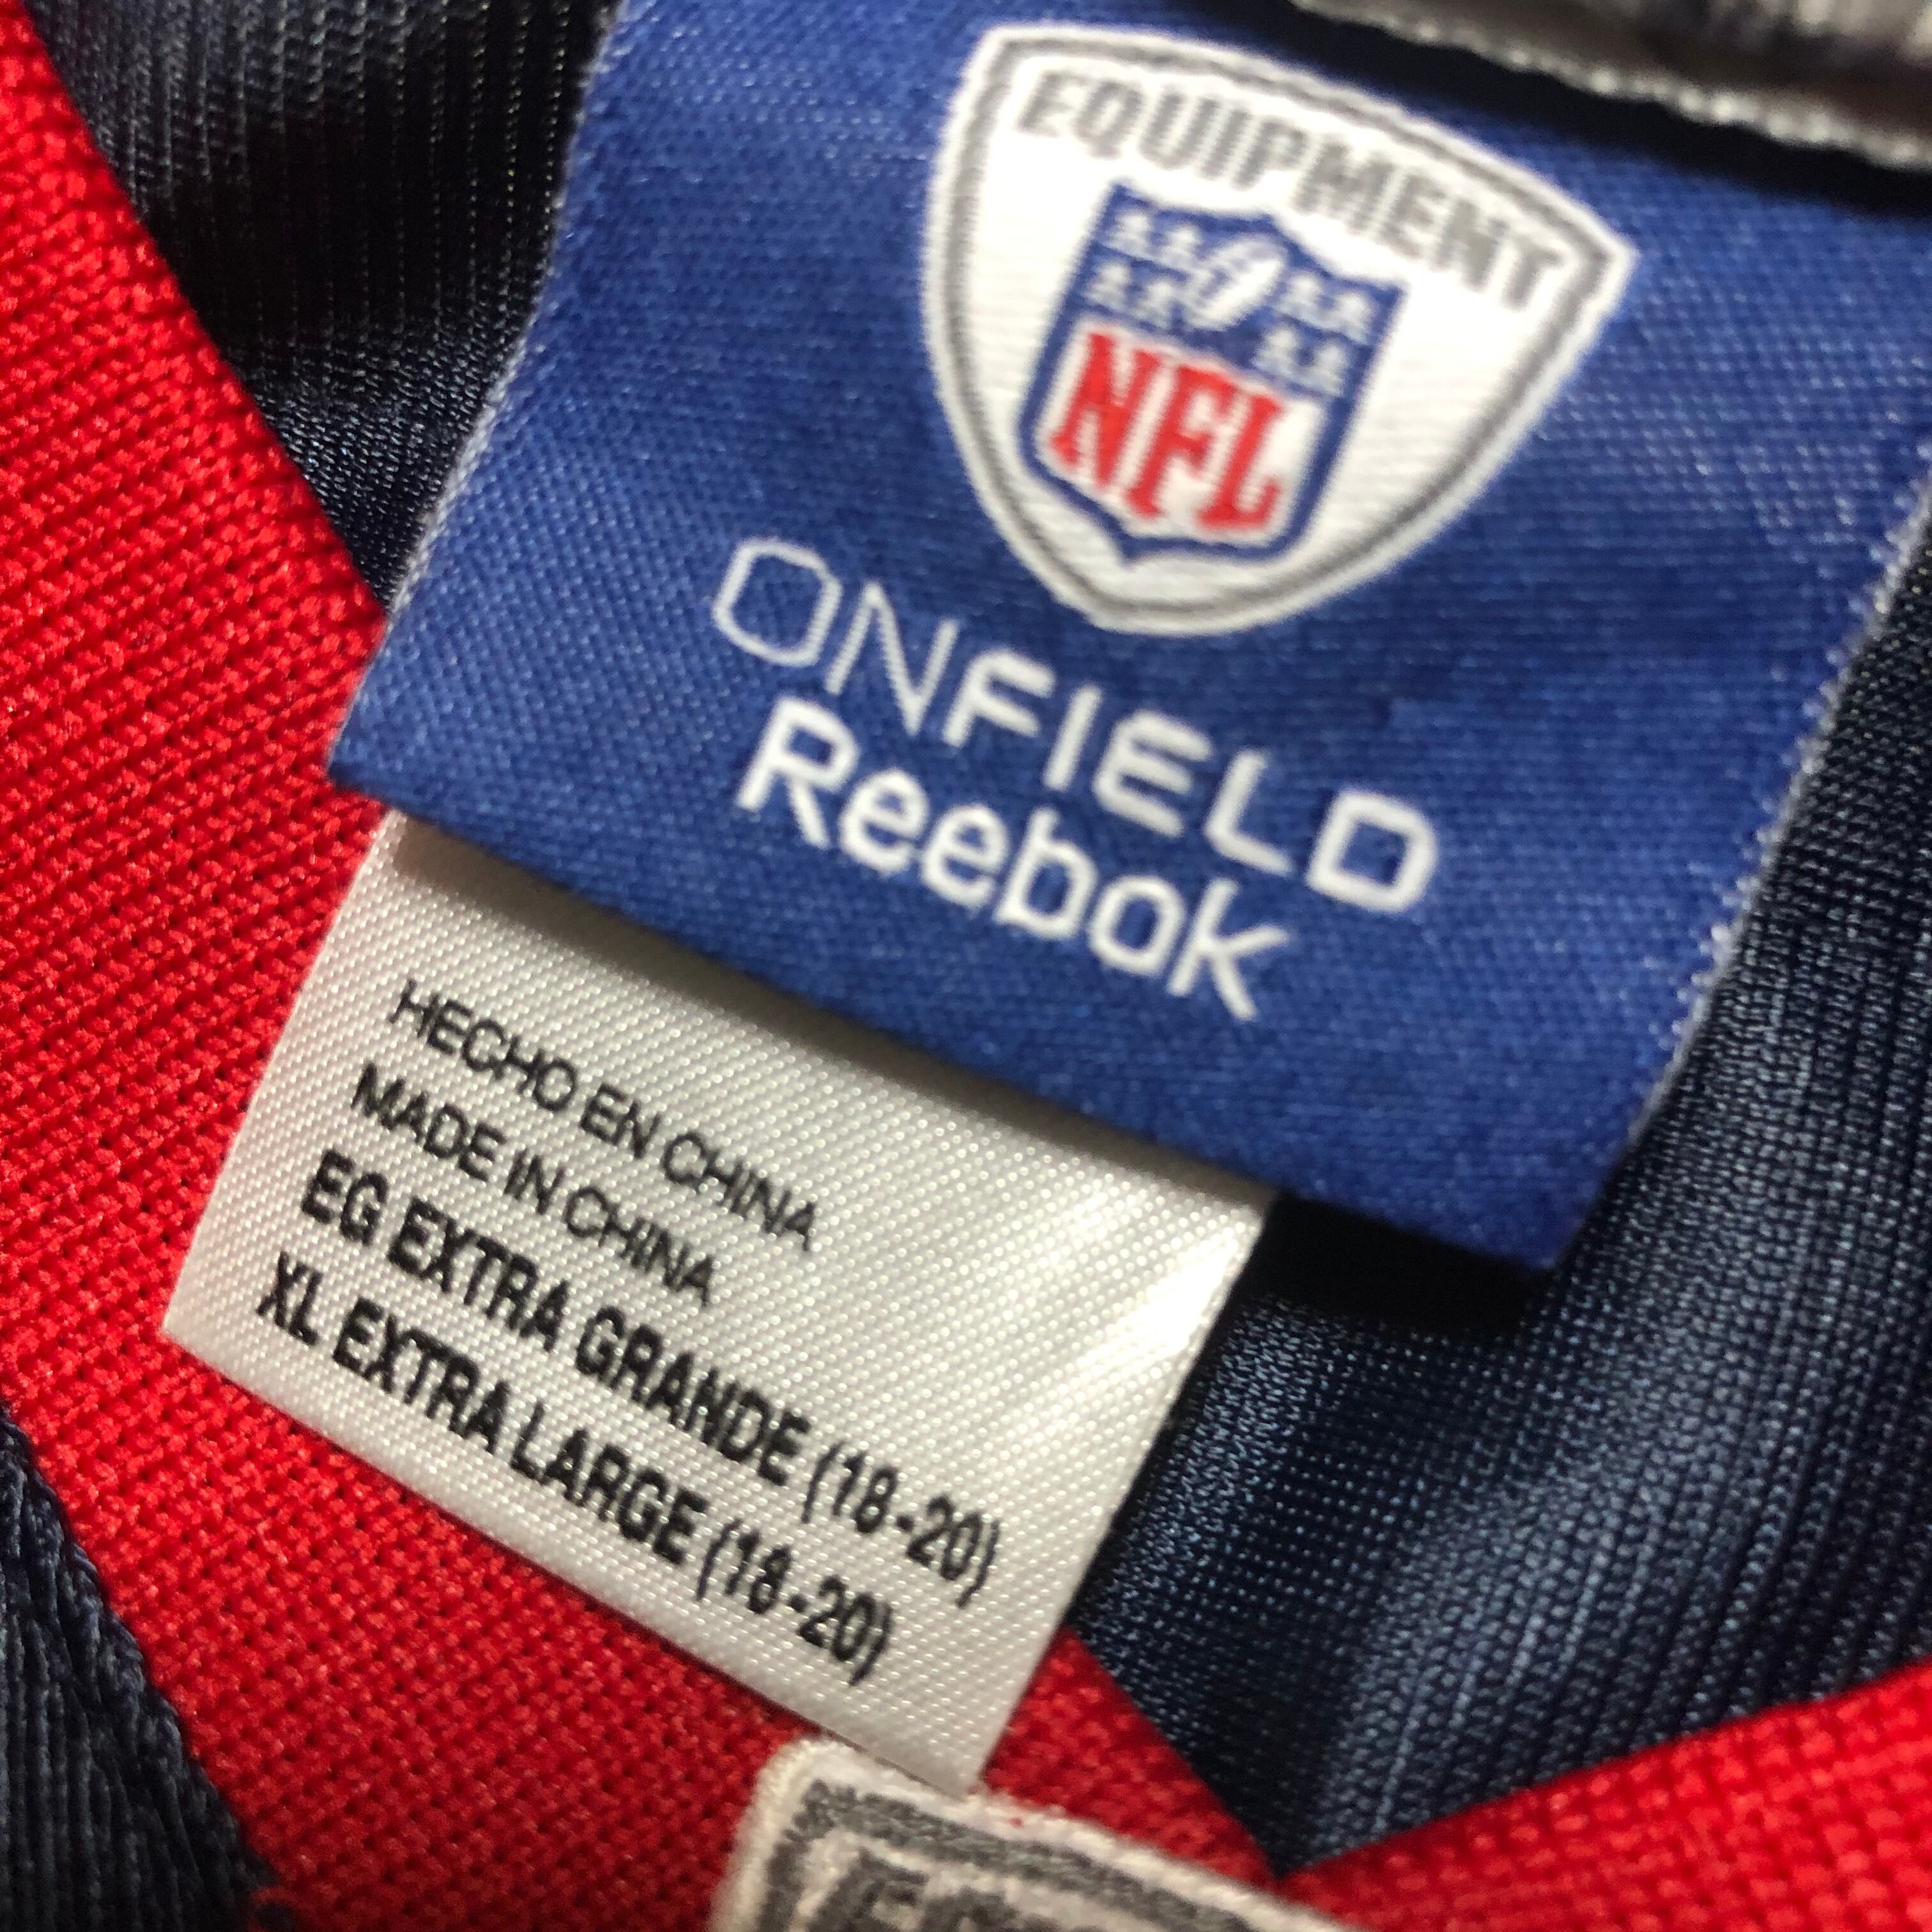 EQUIPMENT
NFL
ONFIELD
Reebok
HECHO EN CHINA
MADE IN CHINA
EG EXTRA GRANDE (18-20)
XL EXTRA LARGE (18-20)